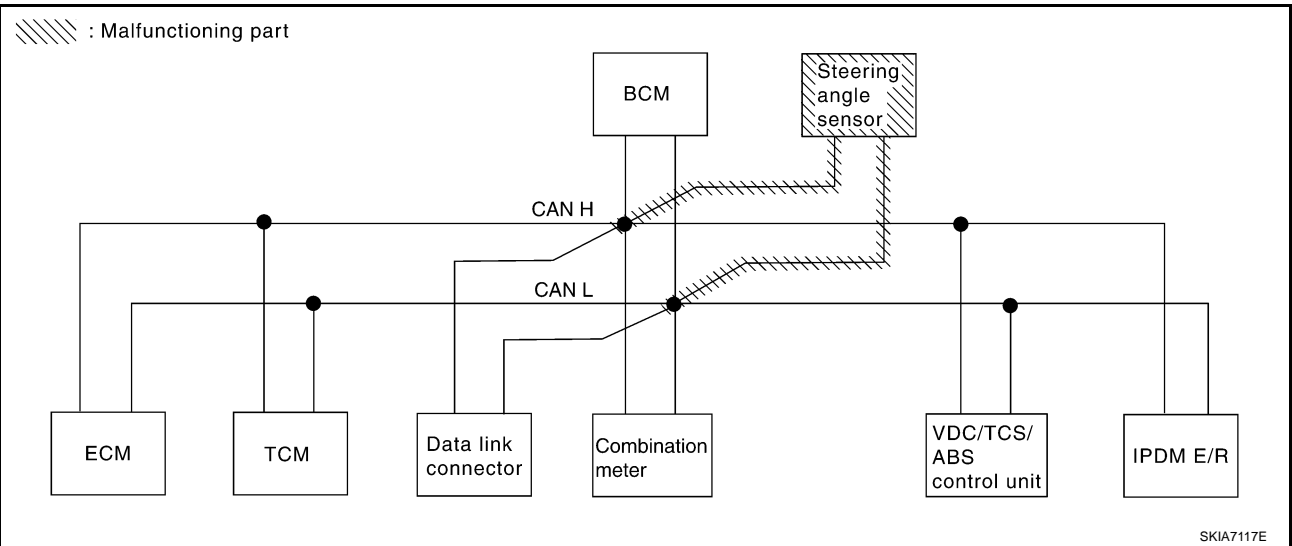 : Malfunctioning part
BCM
Steering
angle
sensor
CAN H
CAN L
ECM
TCM
Data link
connector
Combination
meter
VDC/TCS/
ABS
control unit
IPDM E/R
SKIA7117E